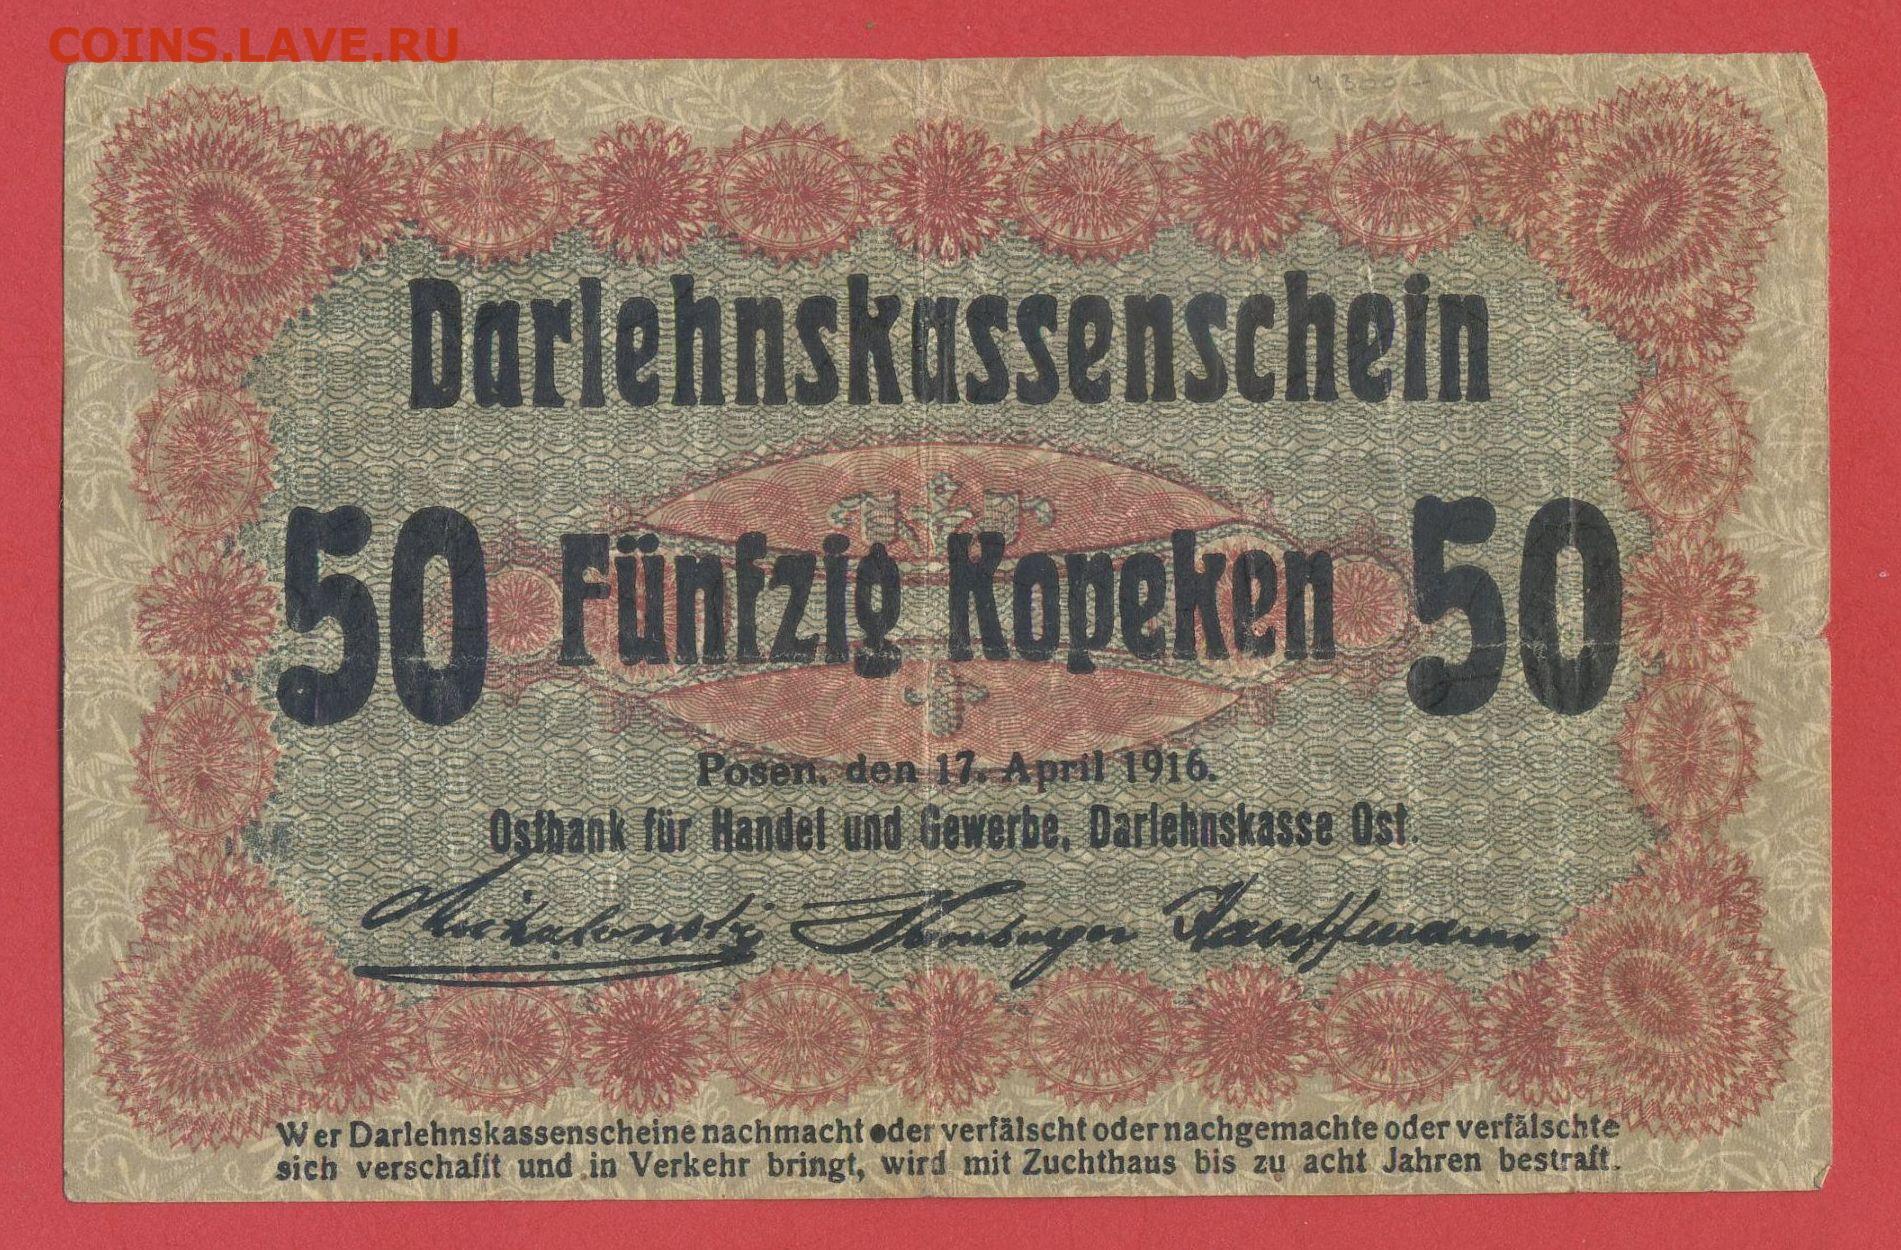 COINS.LAVE.RU
Darlehnskassenschein
50 Fünfzig Kopeken 50
Posen, den 17. April 1916.
Ostbank für Handel und Gewerbe, Darlehnskasse Ost.
Kauffmann
Wer Darlehnskassenscheine nachmacht oder verfälscht oder nachgemachte oder verfälschte
sich verschafft und in Verkehr bringt, wird mit Zuchthaus bis zu acht Jahren bestraft.